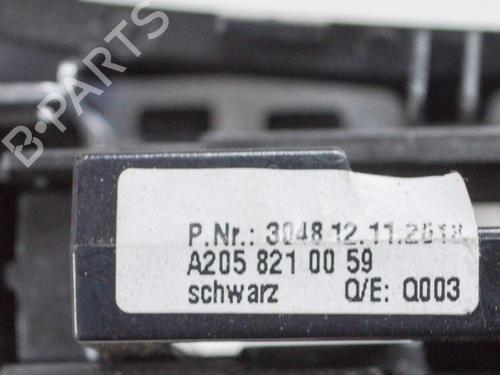 B·PARTS
P.Nr.: 3048 12.11.2018
A205 821 00 59
schwarz Q/E: Q003